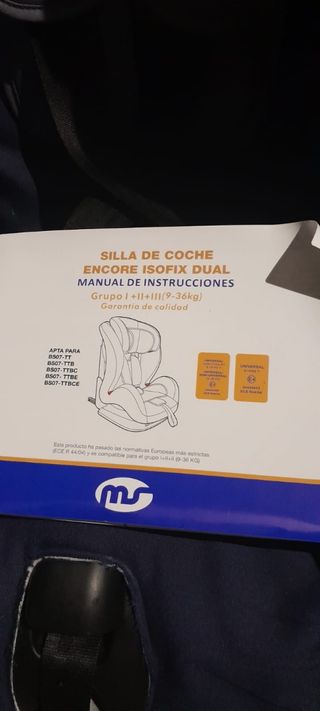 SILLA DE COCHE
ENCORE ISOFIX DUAL
MANUAL DE INSTRUCCIONES
Grupo I +II+III(9-36kg)
Garantia de calidad
APTA PARA
BS07-TT
BS07-TTB
BS07-TTBC
BS07- TTBE
BS07-TTBCE
UNIVERSAL
UNIVERSAL
Este producto ha pasado las normativas Europeas más estrictas
(ECE R 44/04) y es compatible para el grupo I+II+III (9-36 KG)
ms